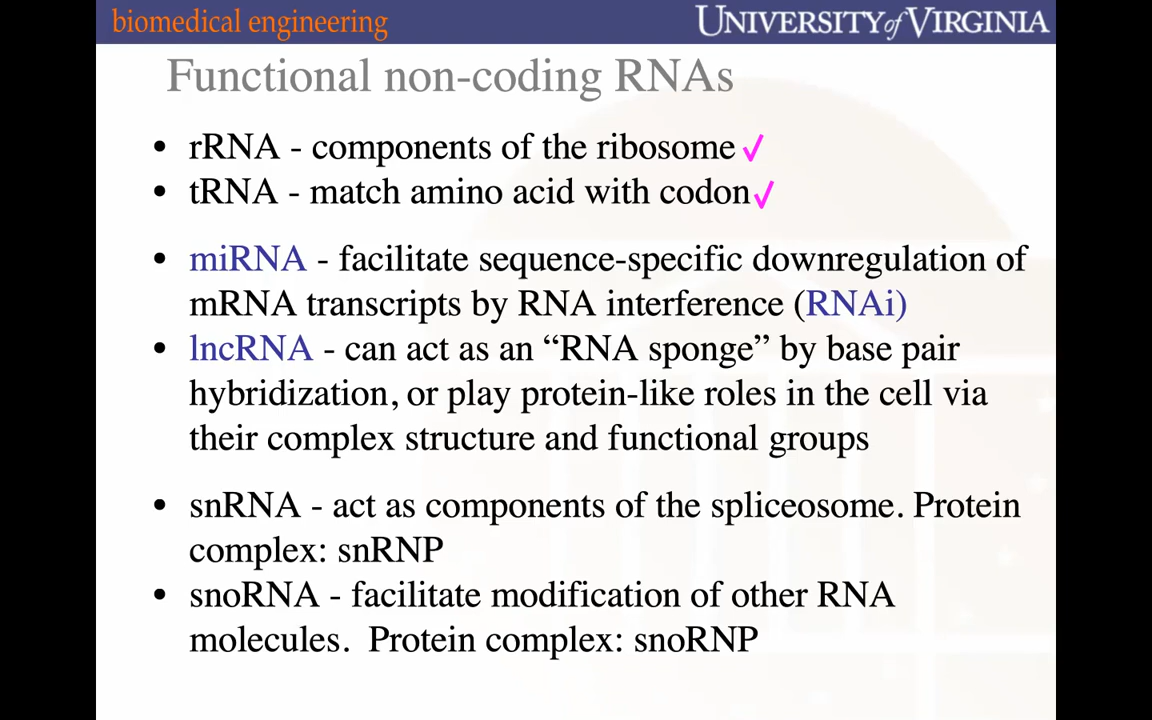 biomedical engineering
UNIVERSITY of VIRGINIA
Functional non-coding RNAs
• rRNA - components of the ribosome ✓
• tRNA - match amino acid with codon ✓
• miRNA - facilitate sequence-specific downregulation of
mRNA transcripts by RNA interference (RNAi)
• lncRNA - can act as an “RNA sponge” by base pair
hybridization, or play protein-like roles in the cell via
their complex structure and functional groups
• snRNA - act as components of the spliceosome. Protein
complex: snRNP
• snoRNA - facilitate modification of other RNA
molecules.  Protein complex: snoRNP